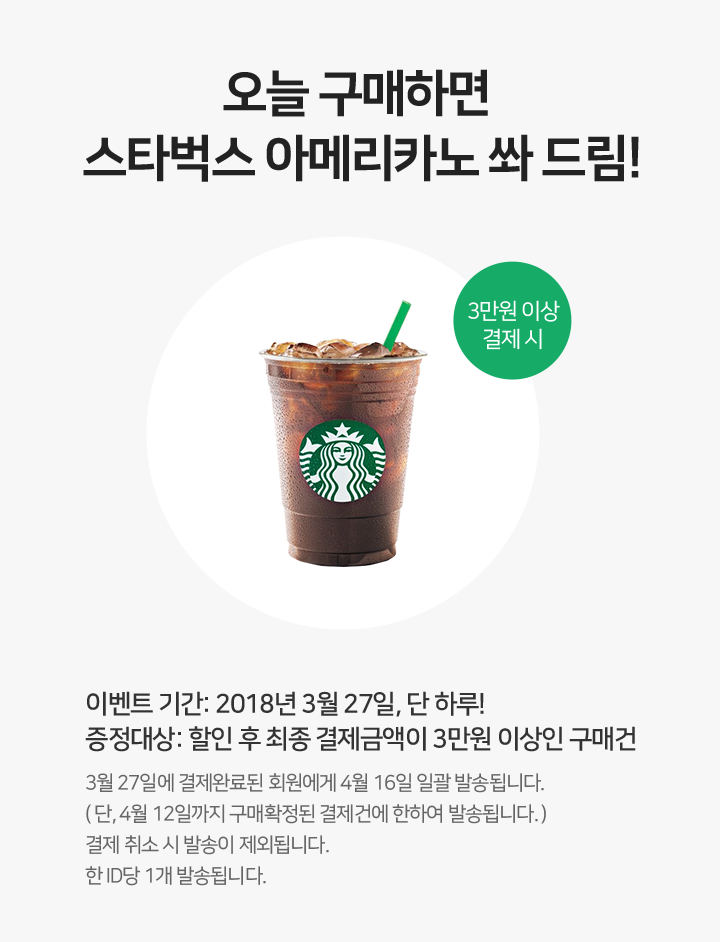 오늘 구매하면
스타벅스 아메리카노 쏴 드림!
3만원 이상
결제 시
이벤트 기간: 2018년 3월 27일, 단 하루!
증정대상: 할인 후 최종 결제금액이 3만원 이상인 구매건
3월 27일에 결제완료된 회원에게 4월 16일 일괄 발송됩니다.
( 단, 4월 12일까지 구매확정된 결제건에 한하여 발송됩니다. )
결제 취소 시 발송이 제외됩니다.
한 ID당 1개 발송됩니다.